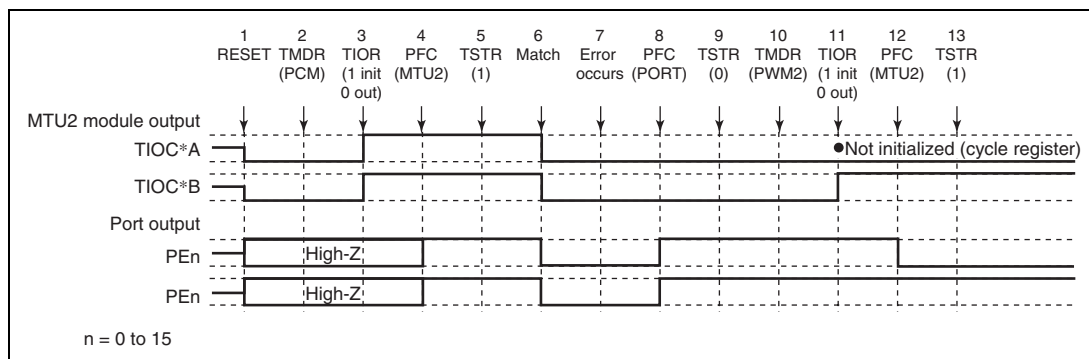 1 2 3 4 5 6 7 8 9 10 11 12 13
RESET TMDR TIOR PFC TSTR Match Error PFC TSTR TMDR TIOR PFC TSTR
(PCM) (1 init (MTU2) (1) occurs (PORT) (0) (PWM2) (1 init (MTU2) (1)
0 out) 0 out)
MTU2 module output
TIOC*A
Not initialized (cycle register)
TIOC*B
Port output
PEn
High-Z
PEn
High-Z
n = 0 to 15